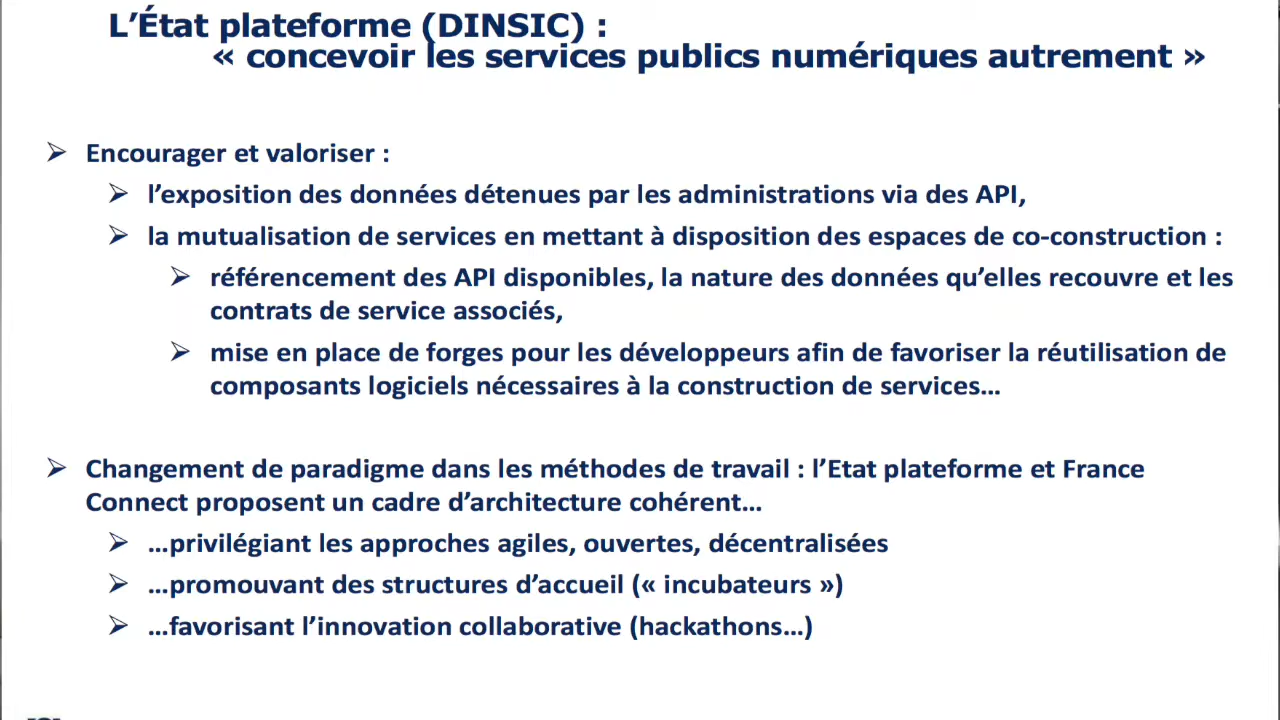 L’État plateforme (DINSIC) :
« concevoir les services publics numériques autrement »
Encourager et valoriser :
l’exposition des données détenues par les administrations via des API,
la mutualisation de services en mettant à disposition des espaces de co-construction :
référencement des API disponibles, la nature des données qu’elles recouvre et les
contrats de service associés,
mise en place de forges pour les développeurs afin de favoriser la réutilisation de
composants logiciels nécessaires à la construction de services…
Changement de paradigme dans les méthodes de travail : l’Etat plateforme et France
Connect proposent un cadre d’architecture cohérent…
…privilégiant les approches agiles, ouvertes, décentralisées
…promouvant des structures d’accueil (« incubateurs »)
…favorisant l’innovation collaborative (hackathons…)